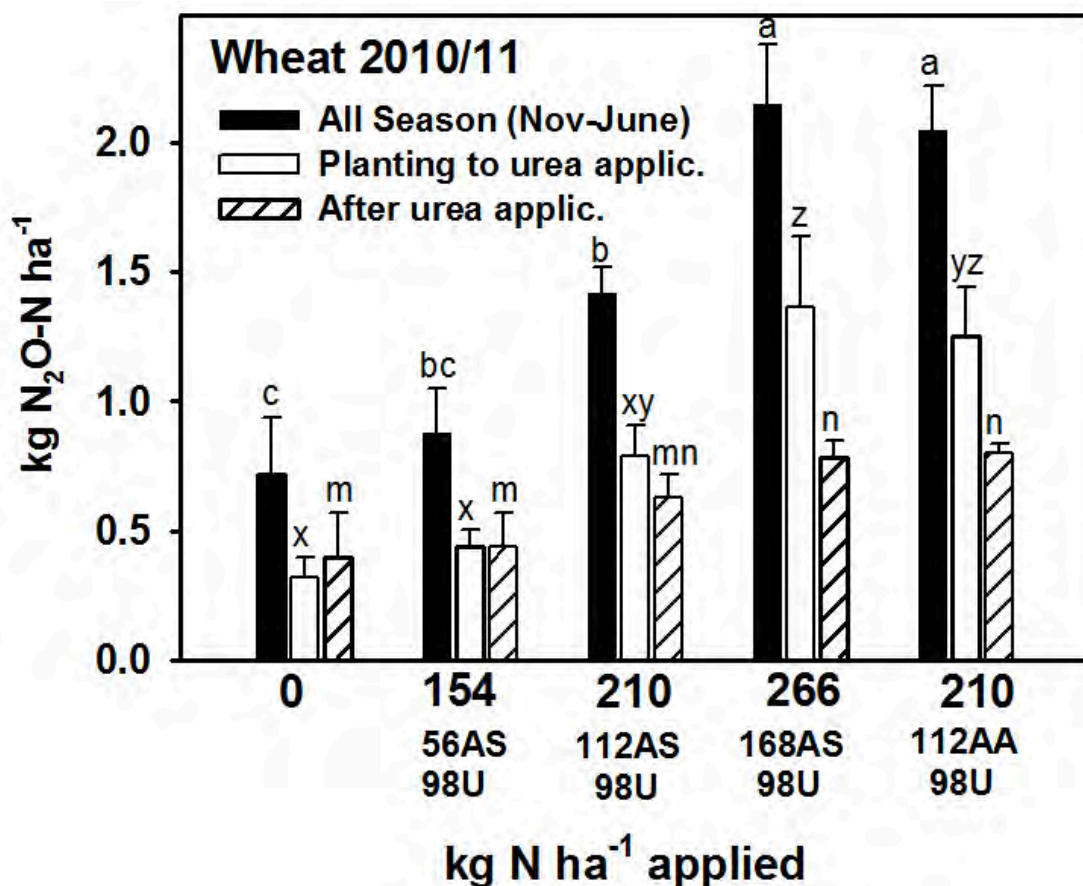 Wheat 2010/11
All Season (Nov-June)
Planting to urea applic.
After urea applic.
kg N₂O-N ha⁻¹
2.0
1.5
1.0
0.5
0.0
c
x
m
bc
x
m
b
xy
mn
a
z
n
a
yz
n
0 154 210 266 210
56AS 112AS 168AS 112AA
98U 98U 98U 98U
kg N ha⁻¹ applied